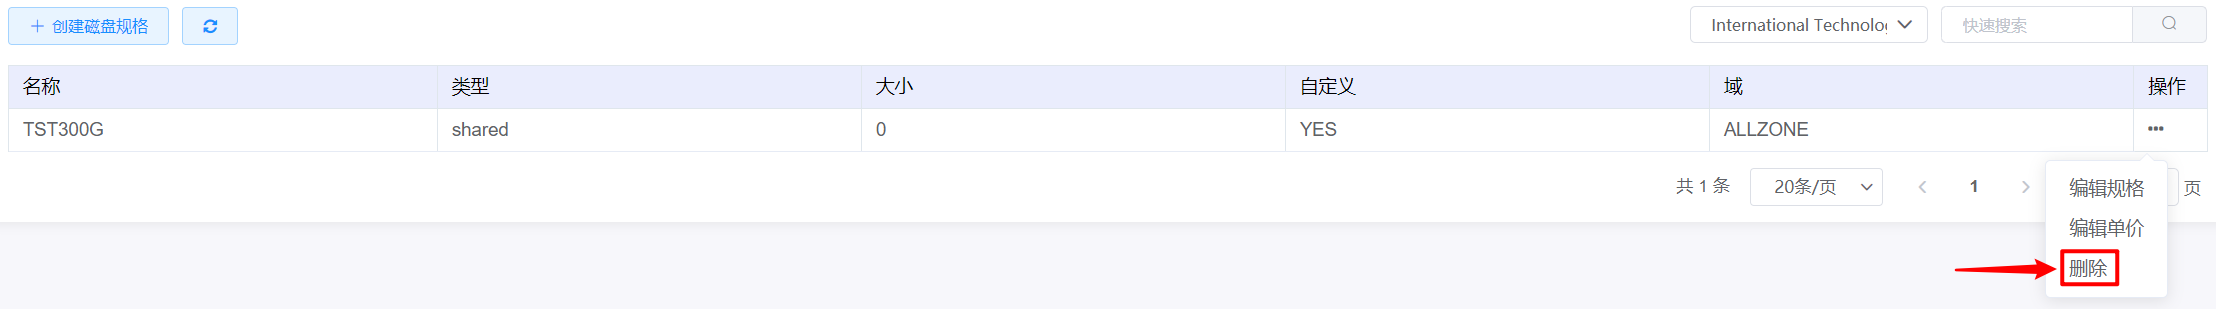 创建磁盘规格
International Technolo
快速搜索
名称 类型 大小 自定义 域 操作
TST300G shared 0 YES ALLZONE •••
共 1 条 20条/页 1 页
编辑规格
编辑单价
删除